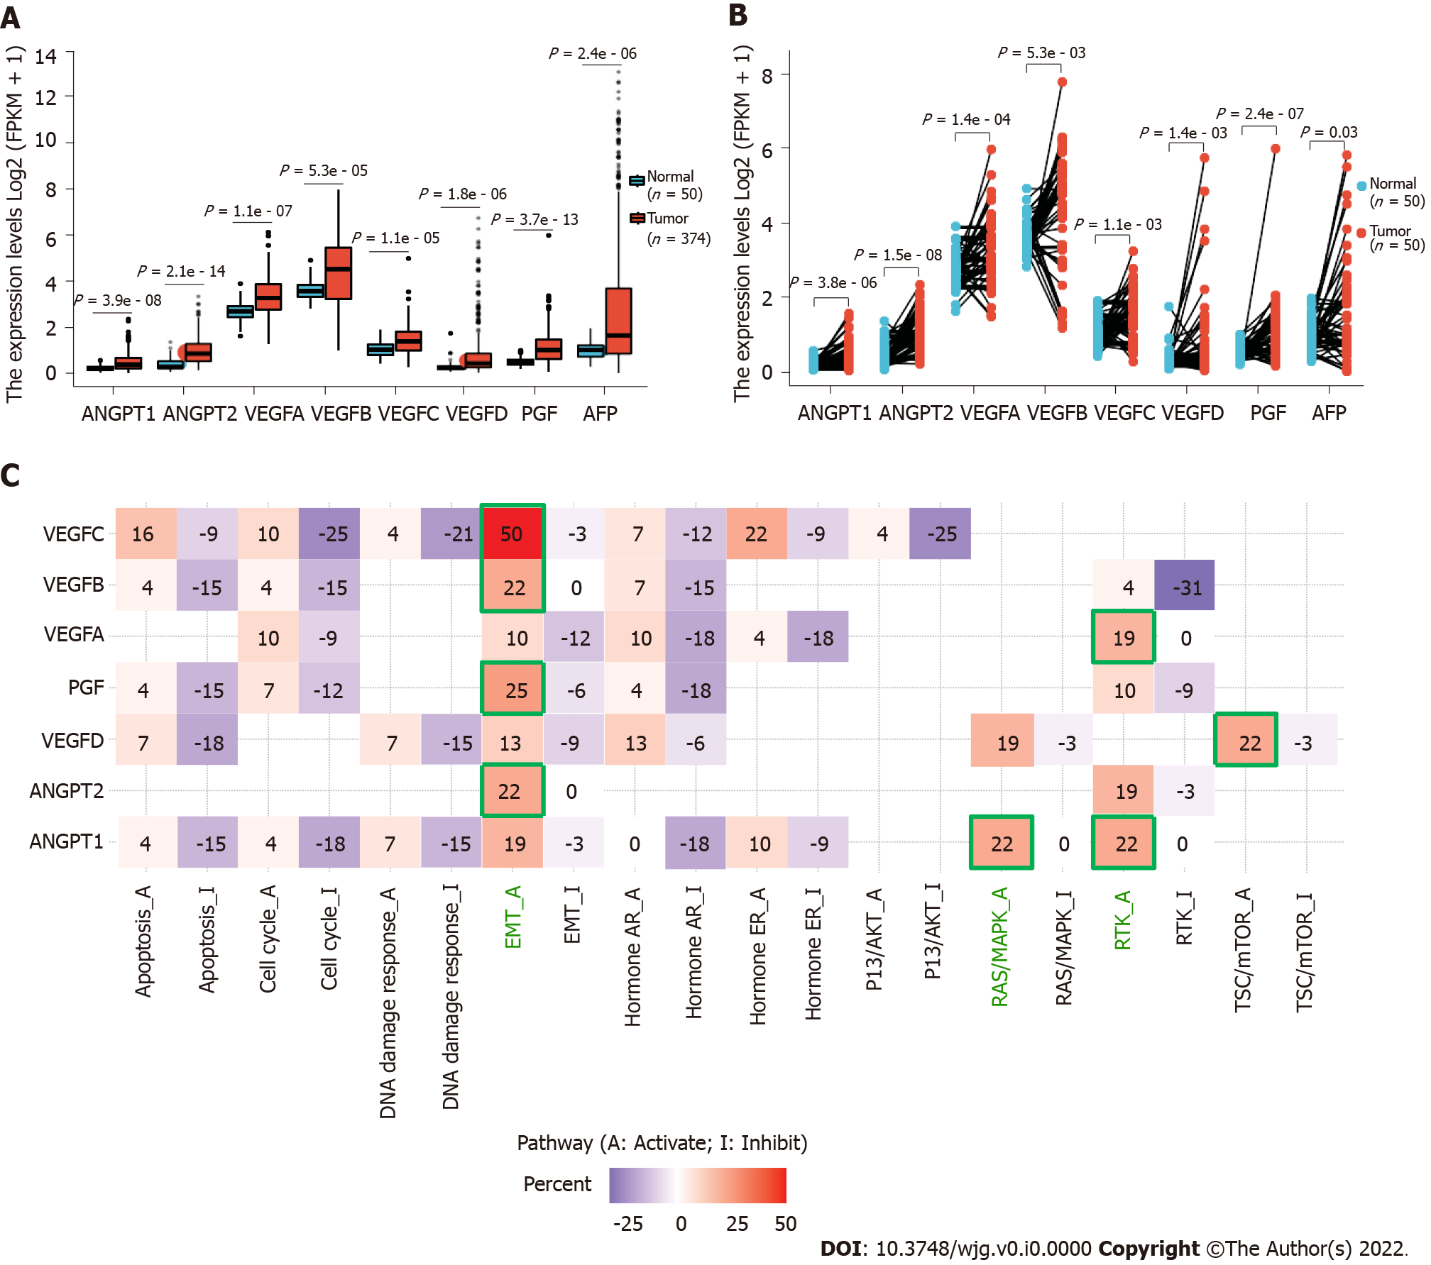 A
The expression levels Log2 (FPKM + 1)
14
12
10
8
6
4
2
0
P = 3.9e - 08
P = 2.1e - 14
P = 1.1e - 07
P = 5.3e - 05
P = 1.1e - 05
P = 1.8e - 06
P = 3.7e - 13
P = 2.4e - 06
Normal
(n = 50)
Tumor
(n = 374)
ANGPT1 ANGPT2 VEGFA VEGFB VEGFC VEGFD PGF AFP
B
The expression levels Log2 (FPKM + 1)
8
6
4
2
0
P = 3.8e - 06
P = 1.5e - 08
P = 1.4e - 04
P = 5.3e - 03
P = 1.1e - 03
P = 1.4e - 03
P = 2.4e - 07
P = 0.03
Normal
(n = 50)
Tumor
(n = 50)
ANGPT1 ANGPT2 VEGFA VEGFB VEGFC VEGFD PGF AFP
C
VEGFC 16 -9 10 -25 4 -21 50 -3 7 -12 22 -9 4 -25
VEGFB 4 -15 4 -15 22 0 7 -15 4 -31
VEGFA 10 -9 10 -12 10 -18 4 -18 19 0
PGF 4 -15 7 -12 25 -6 4 -18 10 -9
VEGFD 7 -18 7 -15 13 -9 13 -6 19 -3 22 -3
ANGPT2 22 0 19 -3
ANGPT1 4 -15 4 -18 7 -15 19 -3 0 -18 10 -9 22 0 22 0
Apoptosis_A
Apoptosis_I
Cell cycle_A
Cell cycle_I
DNA damage response_A
DNA damage response_I
EMT_A
EMT_I
Hormone AR_A
Hormone AR_I
Hormone ER_A
Hormone ER_I
P13/AKT_A
P13/AKT_I
RAS/MAPK_A
RAS/MAPK_I
RTK_A
RTK_I
TSC/mTOR_A
TSC/mTOR_I
Pathway (A: Activate; I: Inhibit)
Percent
-25 0 25 50
DOI: 10.3748/wjg.v0.i0.0000 Copyright ©The Author(s) 2022.